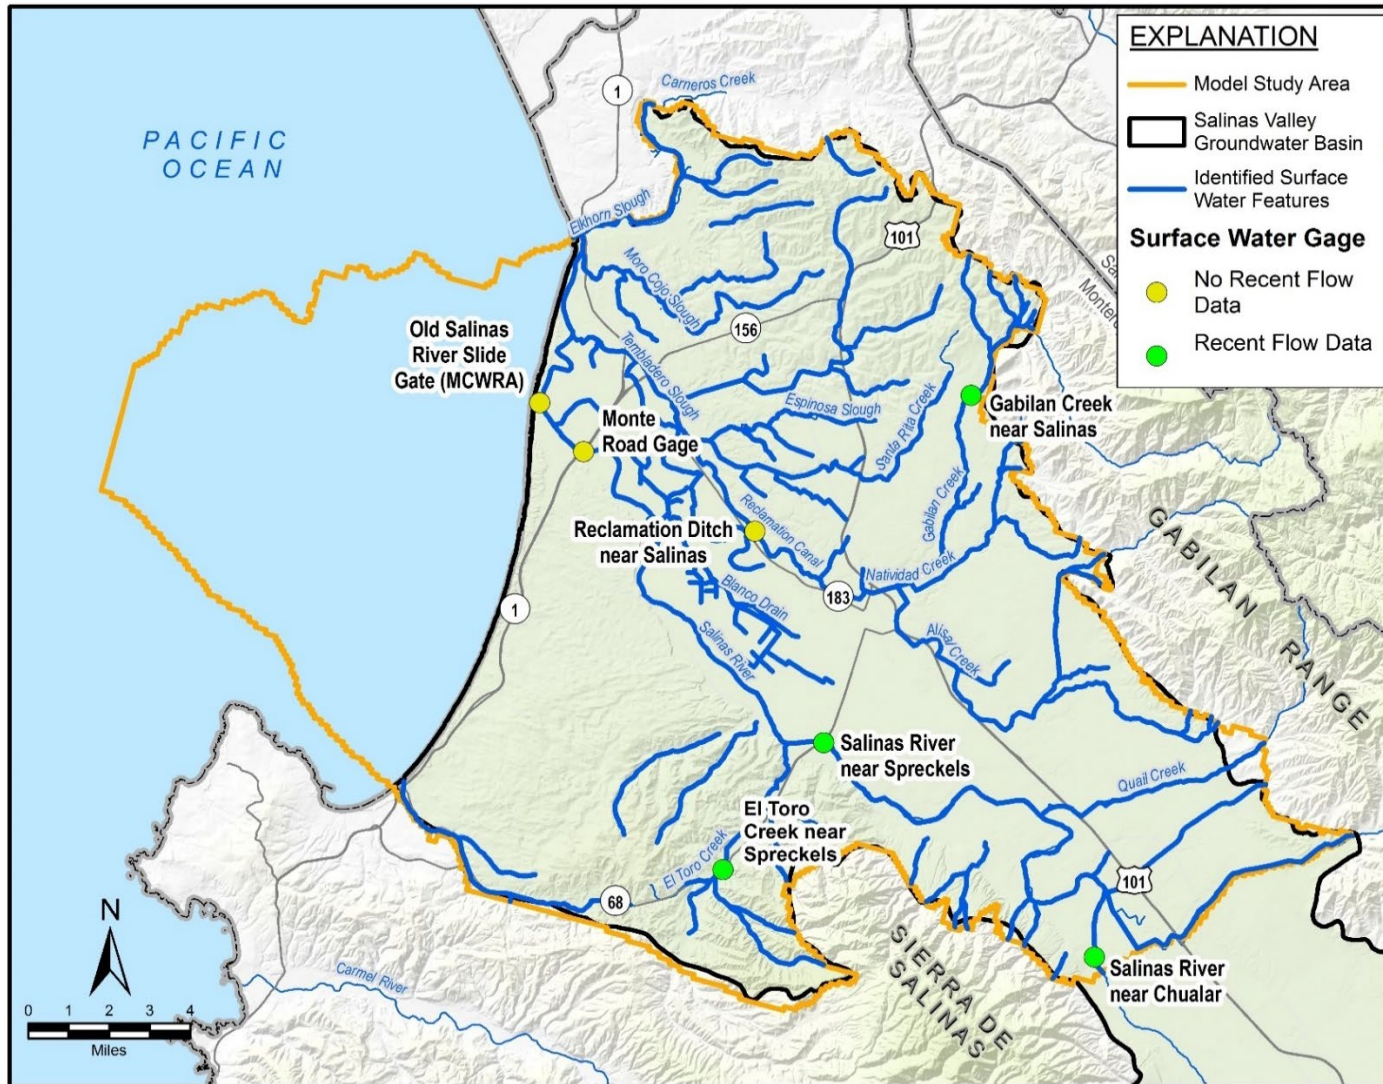 EXPLANATION
Model Study Area
Salinas Valley
Groundwater Basin
Identified Surface
Water Features
Surface Water Gage
No Recent Flow
Data
Recent Flow Data
Carneros Creek
1
PACIFIC
OCEAN
Elkhorn Slough
101
Moro Cojo Slough
156
Old Salinas
River Slide
Gate (MCWRA)
Tembladero Slough
Monte
Road Gage
Espinosa Slough
Santa Rita Creek
Gabilan Creek
near Salinas
Gabilan Creek
Reclamation Ditch
near Salinas
Reclamation Canal
Natividad Creek
GABILAN RANGE
Blanco Drain
183
1
Salinas River
Alisal Creek
Salinas River
near Spreckels
Quail Creek
El Toro
Creek near
Spreckels
El Toro Creek
68
101
SIERRA DE
SALINAS
Salinas River
near Chualar
Carmel River
N
0 1 2 3 4
Miles